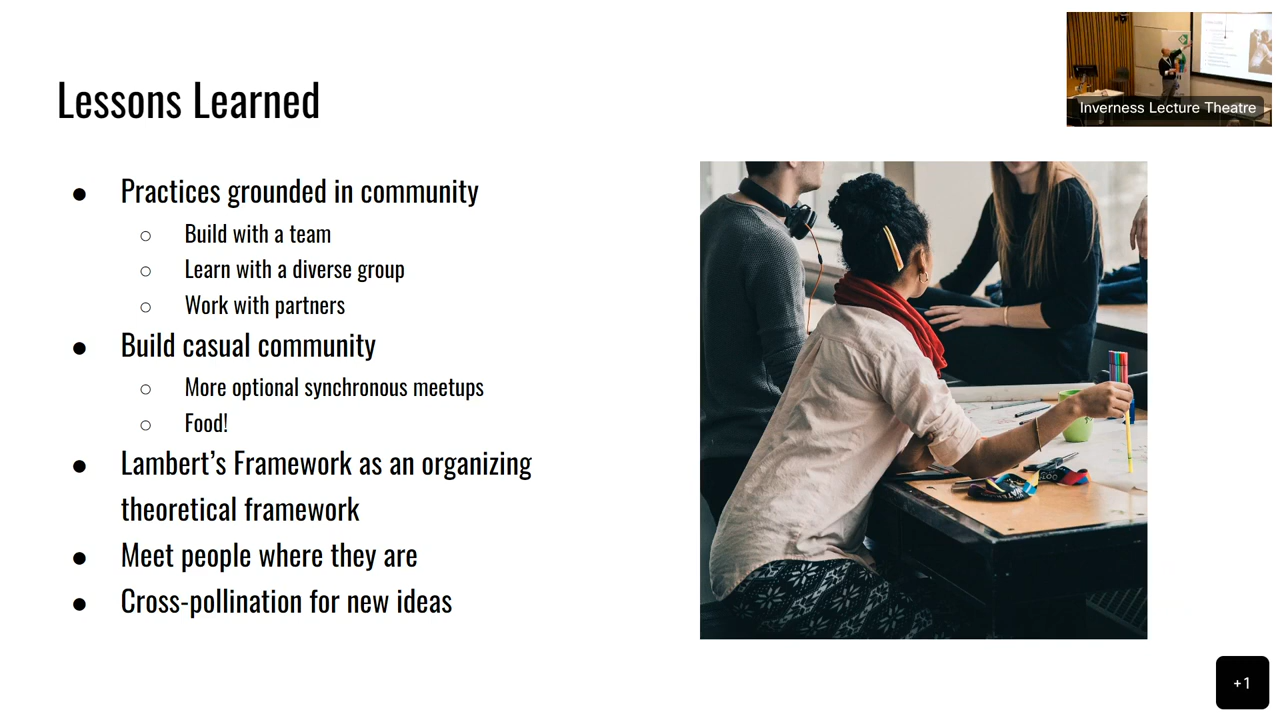 Lessons Learned
Inverness Lecture Theatre
● Practices grounded in community
○ Build with a team
○ Learn with a diverse group
○ Work with partners
● Build casual community
○ More optional synchronous meetups
○ Food!
● Lambert’s Framework as an organizing
theoretical framework
● Meet people where they are
● Cross-pollination for new ideas
+1